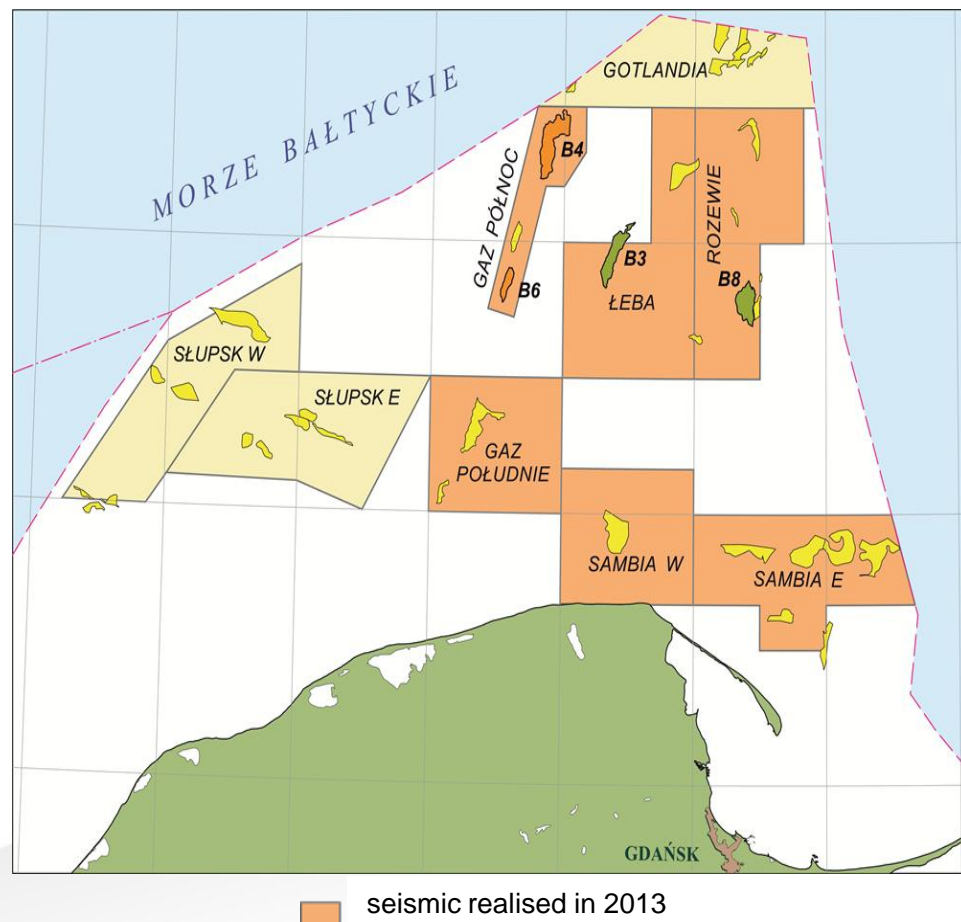 GOTLANDIA
MORZE BAŁTYCKIE
B4
GAZ PÓŁNOC
ROZEWIE
B3
B8
B6
ŁEBA
SŁUPSK W
SŁUPSK E
GAZ
POŁUDNIE
SAMBIA W
SAMBIA E
GDAŃSK
seismic realised in 2013